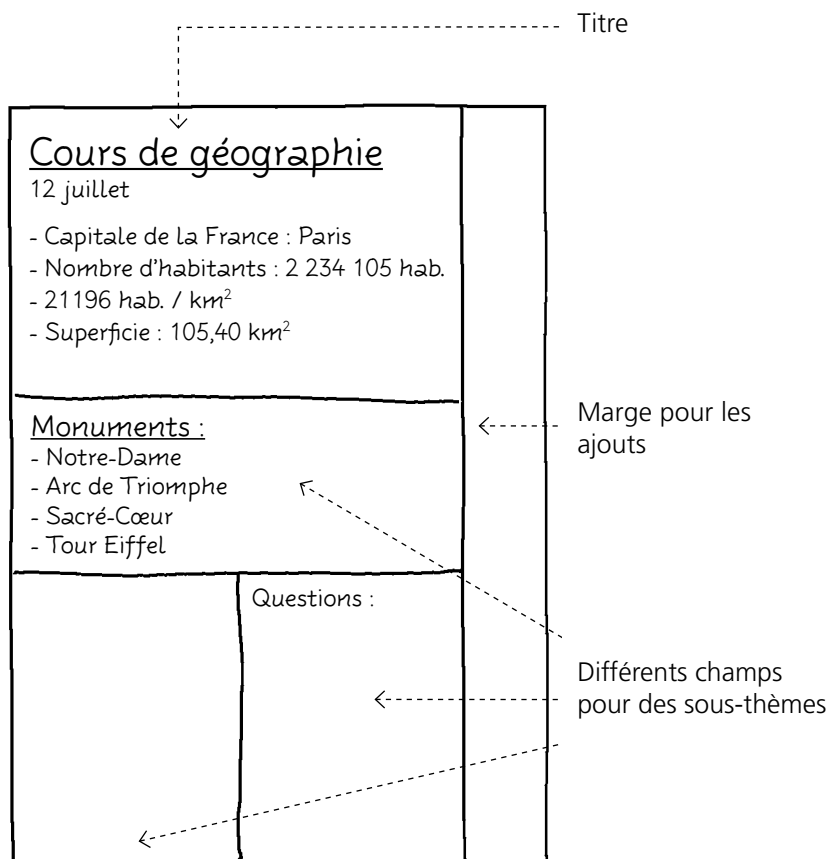 Titre
Cours de géographie
12 juillet
- Capitale de la France : Paris
- Nombre d'habitants : 2 234 105 hab.
- 21196 hab. / km²
- Superficie : 105,40 km²
Marge pour les
ajouts
Monuments :
- Notre-Dame
- Arc de Triomphe
- Sacré-Cœur
- Tour Eiffel
Questions :
Différents champs
pour des sous-thèmes